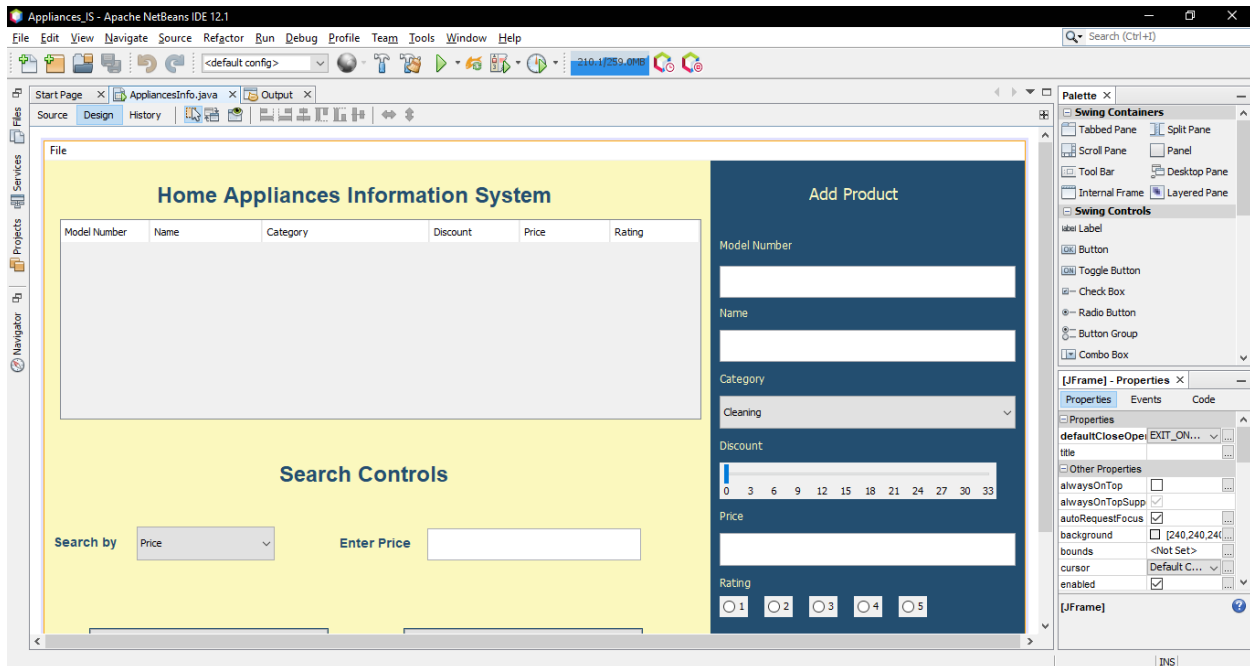 Appliances_IS - Apache NetBeans IDE 12.1
File Edit View Navigate Source Refactor Run Debug Profile Team Tools Window Help
Search (Ctrl+I)
<default config>
210.1/259.0MB
Start Page AppliancesInfo.java Output
Source Design History
Files
Services
Projects
Navigator
File
Home Appliances Information System
Model Number Name Category Discount Price Rating
Search Controls
Search by Price Enter Price
Add Product
Model Number
Name
Category
Cleaning
Discount
0 3 6 9 12 15 18 21 24 27 30 33
Price
Rating
1 2 3 4 5
Palette
Swing Containers
Tabbed Pane Split Pane
Scroll Pane Panel
Tool Bar Desktop Pane
Internal Frame Layered Pane
Swing Controls
label Label
OK Button
ON Toggle Button
Check Box
Radio Button
Button Group
Combo Box
[JFrame] - Properties
Properties Events Code
Properties
defaultCloseOper EXIT_ON... ...
title ...
Other Properties
alwaysOnTop ...
alwaysOnTopSupp
autoRequestFocus ...
background [240,240,240 ...
bounds <Not Set> ...
cursor Default C... ...
enabled ...
[JFrame]
INS